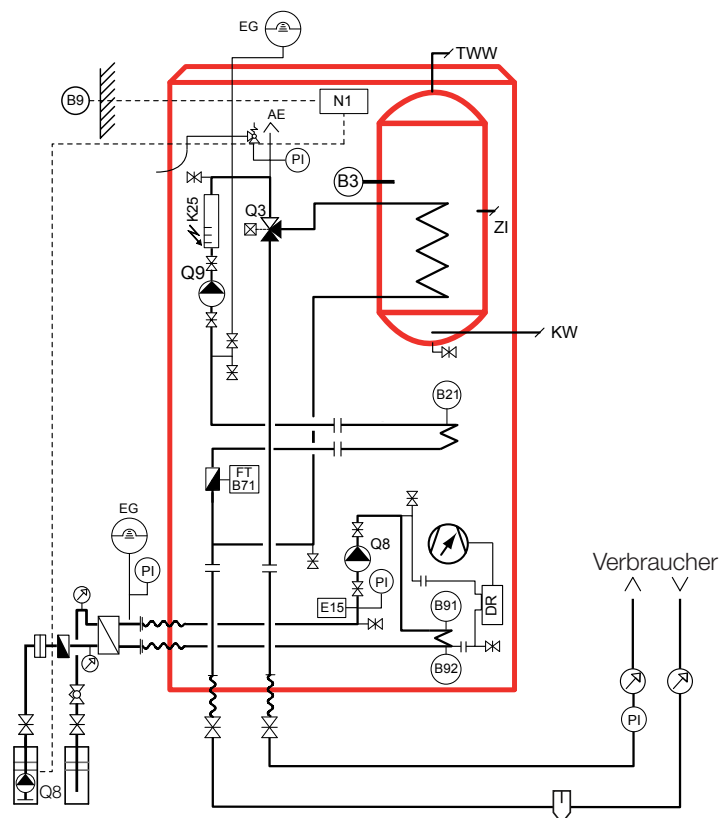 EG
TWW
B9
N1
AE
PI
B3
K25
Q3
ZI
Q9
KW
B21
FT
B71
EG
Q8
PI
PI
Verbraucher
E15
B91
DR
B92
PI
Q8